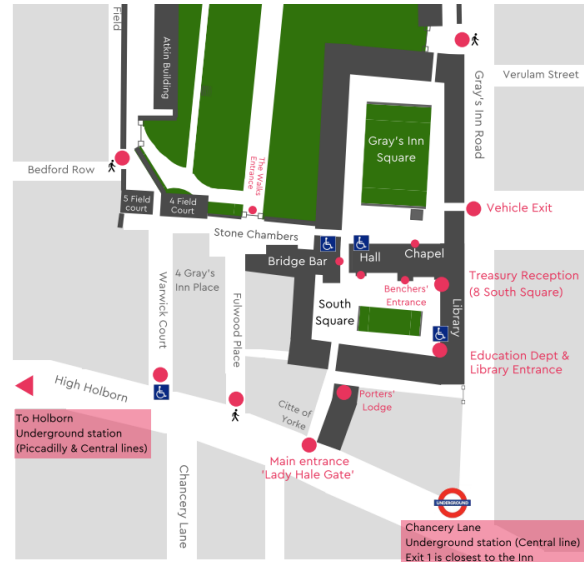 Field
Atkin Building
Gray's Inn Road
Verulam Street
Gray's Inn
Square
Bedford Row
The Walks
Entrance
5 Field
court
4 Field
Court
Vehicle Exit
Stone Chambers
Bridge Bar
Hall
Chapel
4 Gray's
Inn Place
Benchers'
Entrance
Treasury Reception
(8 South Square)
Library
South
Square
Warwick Court
Fulwood Place
Education Dept &
Library Entrance
High Holborn
Citte of
Yorke
Porters'
Lodge
To Holborn
Underground station
(Piccadilly & Central lines)
Main entrance
'Lady Hale Gate'
Chancery Lane
UNDERGROUND
Chancery Lane
Underground station (Central line)
Exit 1 is closest to the Inn